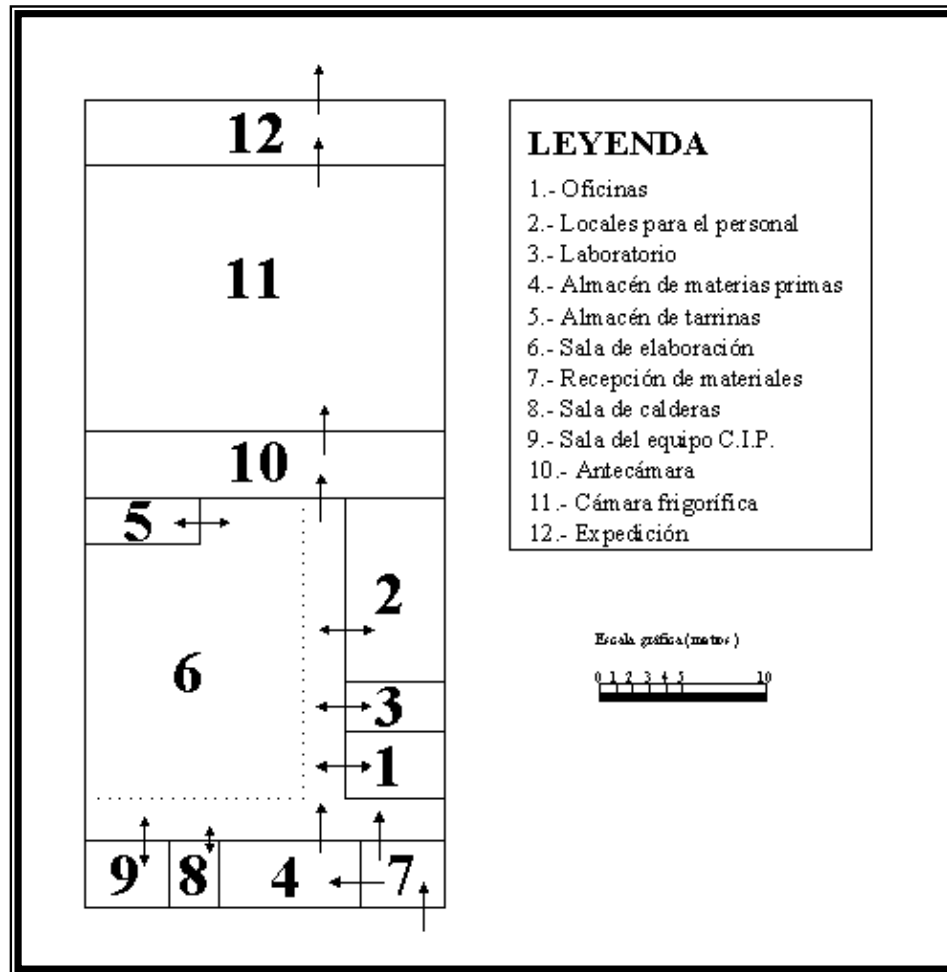 12
11
10
5
2
6
3
1
9 8 4 7
LEYENDA
1.- Oficinas
2.- Locales para el personal
3.- Laboratorio
4.- Almacén de materias primas
5.- Almacén de tarrinas
6.- Sala de elaboración
7.- Recepción de materiales
8.- Sala de calderas
9.- Sala del equipo C.I.P.
10.- Antecámara
11.- Cámara frigorífica
12.- Expedición
Escala gráfica (metros)
0 1 2 3 4 5 10